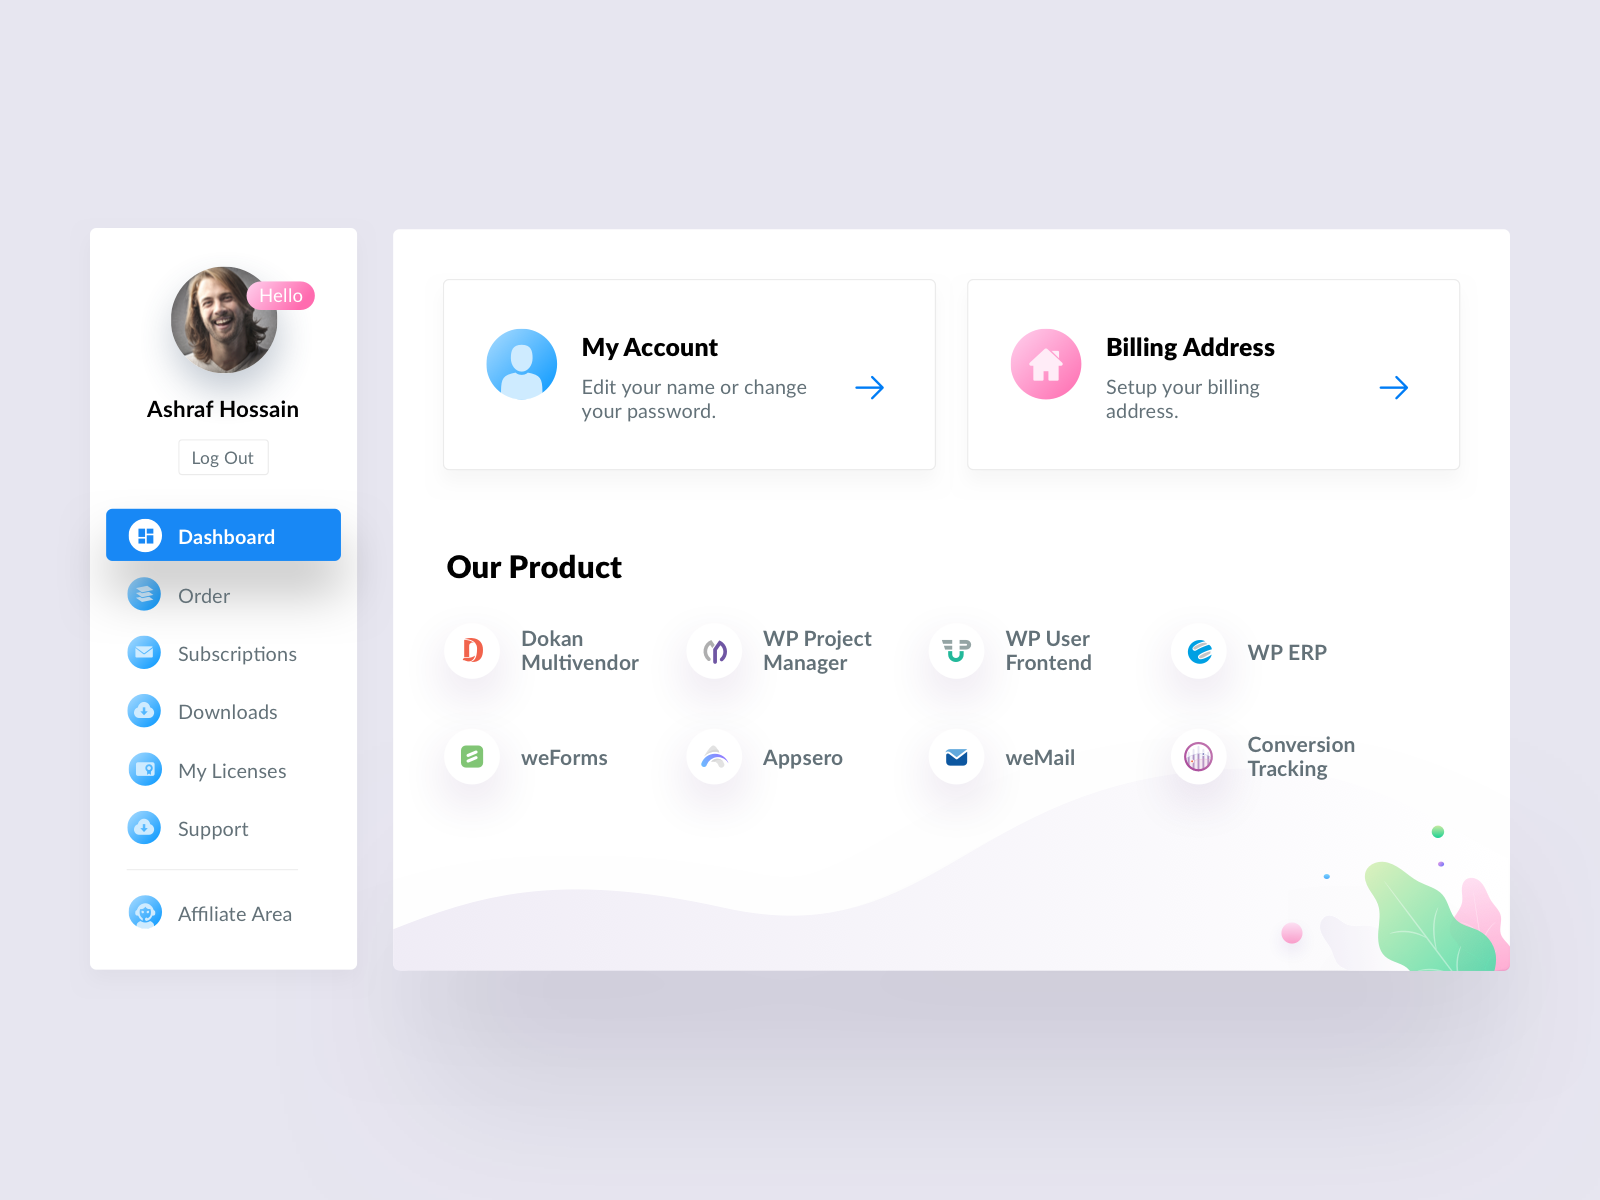 Hello
Ashraf Hossain
Log Out
Dashboard
Order
Subscriptions
Downloads
My Licenses
Support
Affiliate Area
My Account
Edit your name or change
your password.
Billing Address
Setup your billing
address.
Our Product
Dokan
Multivendor
WP Project
Manager
WP User
Frontend
WP ERP
weForms
Appsero
weMail
Conversion
Tracking